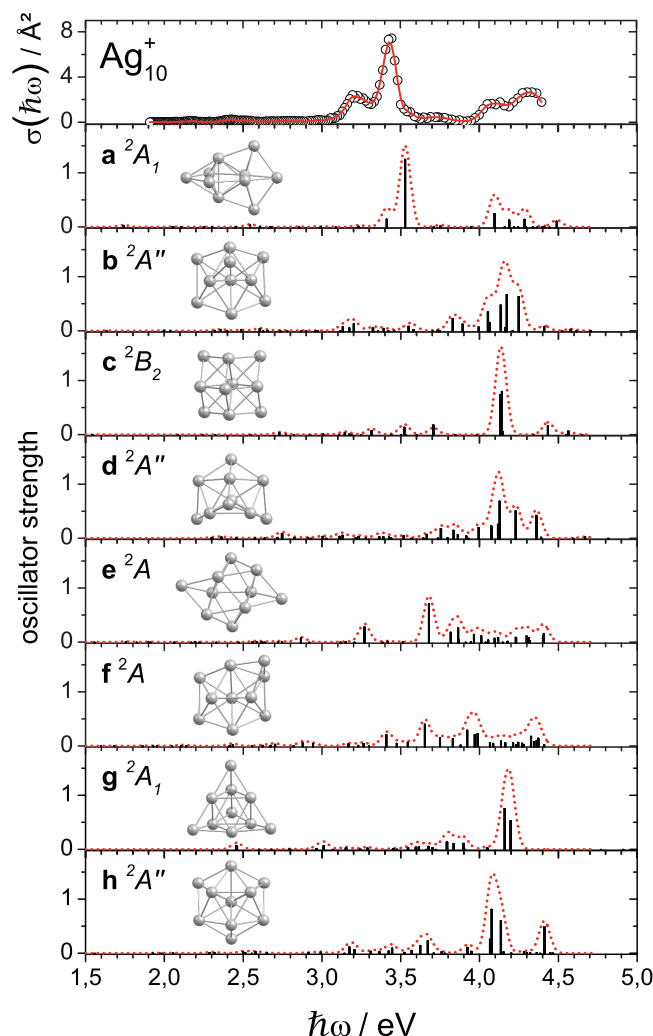 σ(ħω) / Å²
8
4
0
Ag₁₀⁺
a ²A₁
1
0
b ²A″
1
0
c ²B₂
1
0
d ²A″
1
0
e ²A
1
0
f ²A
1
0
g ²A₁
1
0
h ²A″
1
0
oscillator strength
1,5 2,0 2,5 3,0 3,5 4,0 4,5 5,0
ħω / eV